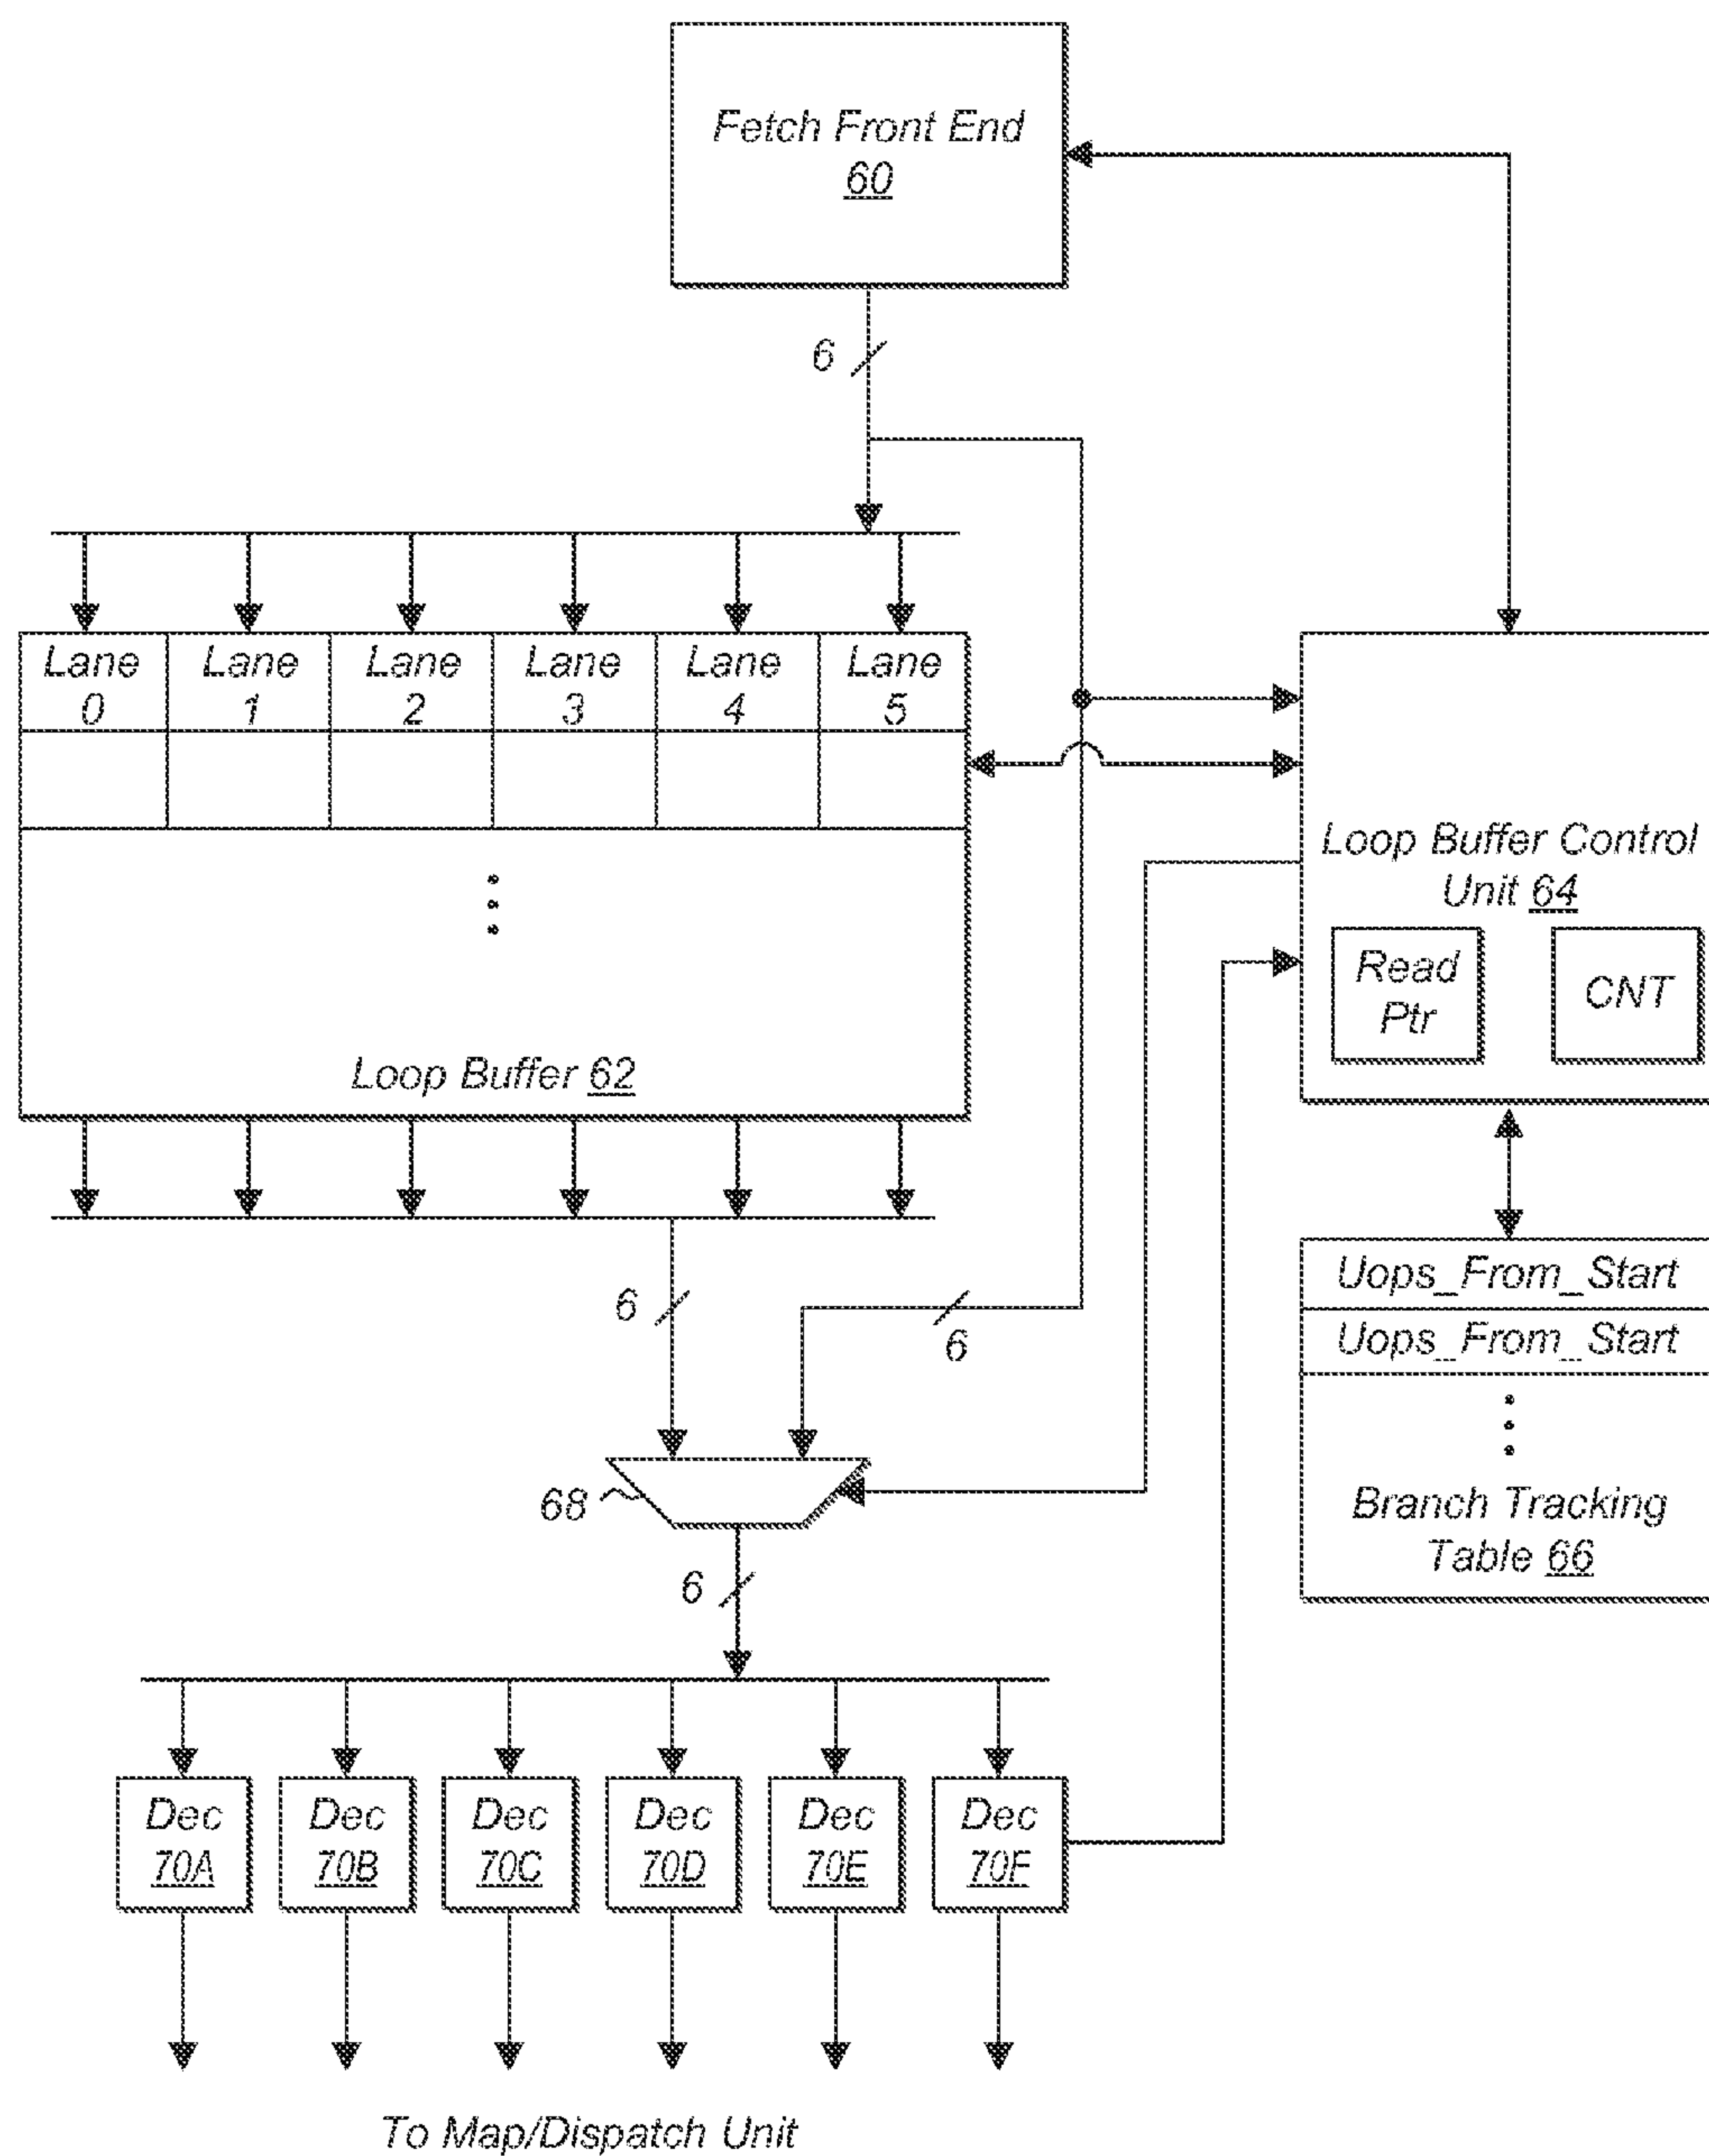 Fetch Front End
60
6
Lane 0
Lane 1
Lane 2
Lane 3
Lane 4
Lane 5
Loop Buffer 62
Loop Buffer Control
Unit 64
Read
Ptr
CNT
Uops_From_Start
Uops_From_Start
Branch Tracking
Table 66
6
6
68
6
Dec
70A
Dec
70B
Dec
70C
Dec
70D
Dec
70E
Dec
70F
To Map/Dispatch Unit